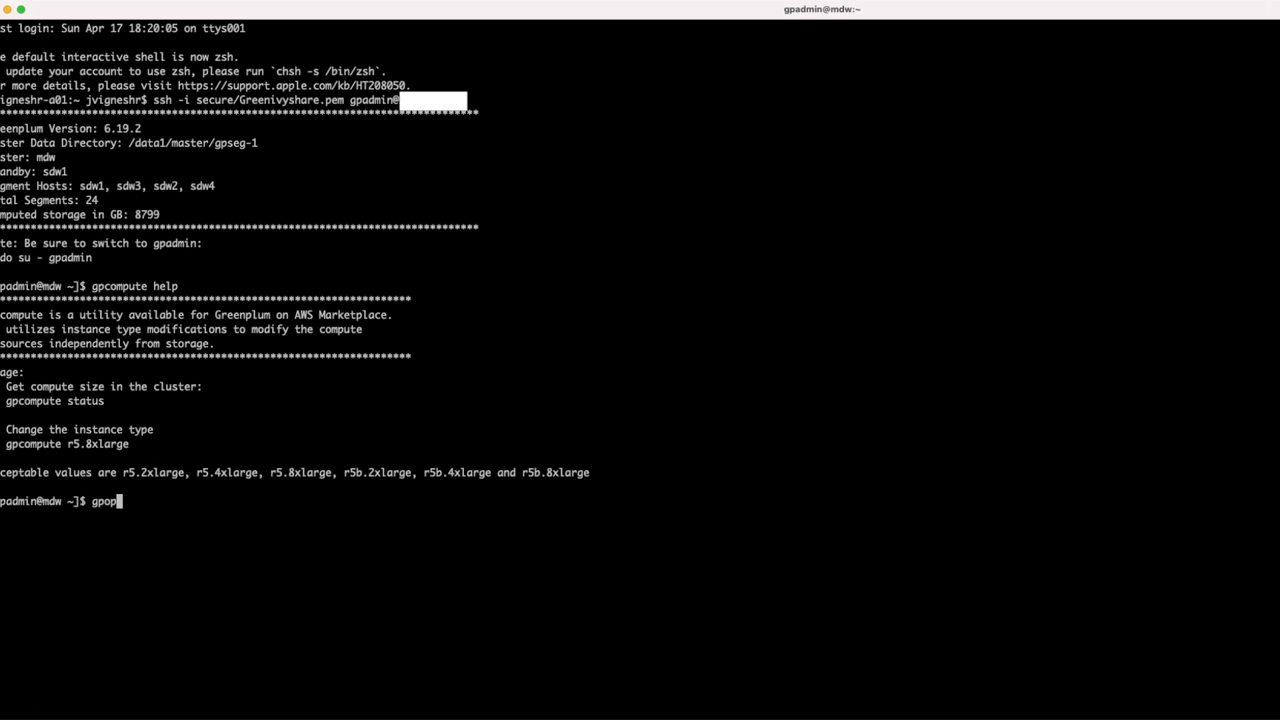 gpadmin@mdw:~
st login: Sun Apr 17 18:20:05 on ttys001
e default interactive shell is now zsh.
update your account to use zsh, please run `chsh -s /bin/zsh`.
r more details, please visit https://support.apple.com/kb/HT208050.
igneshr-a01:~ jvigneshr$ ssh -i secure/Greenivyshare.pem gpadmin@
******************************************************************************
eenplum Version: 6.19.2
ster Data Directory: /data1/master/gpseg-1
ster: mdw
andby: sdw1
gment Hosts: sdw1, sdw3, sdw2, sdw4
tal Segments: 24
mputed storage in GB: 8799
******************************************************************************
te: Be sure to switch to gpadmin:
do su - gpadmin
padmin@mdw ~]$ gpcompute help
*******************************************************************
compute is a utility available for Greenplum on AWS Marketplace.
utilizes instance type modifications to modify the compute
sources independently from storage.
*******************************************************************
age:
Get compute size in the cluster:
gpcompute status
Change the instance type
gpcompute r5.8xlarge
ceptable values are r5.2xlarge, r5.4xlarge, r5.8xlarge, r5b.2xlarge, r5b.4xlarge and r5b.8xlarge
padmin@mdw ~]$ gpop